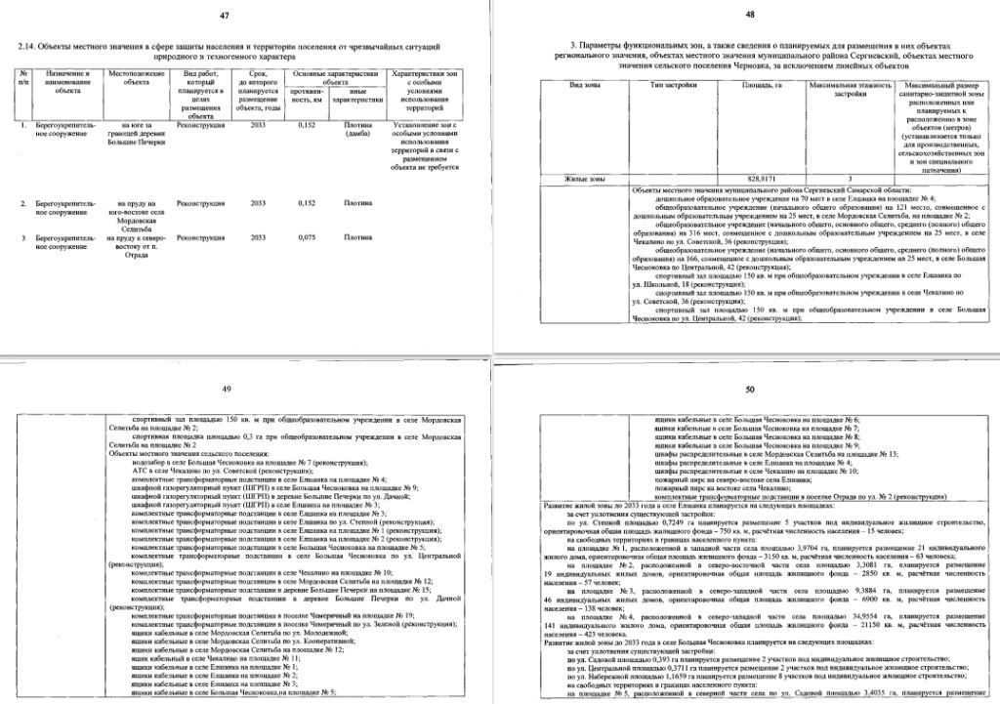 47
2.14. Объекты местного значения в сфере защиты населения и территории поселения от чрезвычайных ситуаций
природного и техногенного характера
№ п/п
Назначение и наименование объекта
Местоположение объекта
Вид работ, который планируется в целях размещения объекта
Срок, до которого планируется размещение объекта, годы
Основные характеристики объекта
протяжен-ность, км
иные характеристики
Характеристики зон с особыми условиями использования территорий
1. Берегоукрепитель-ное сооружение
на юге за границей деревни Большие Печерки
Реконструкция
2033
0,152
Плотина (дамба)
Установление зон с особыми условиями использования территорий в связи с размещением объекта не требуется
2. Берегоукрепитель-ное сооружение
на пруду на юго-востоке села Мордовская Селитьба
Реконструкция
2033
0,152
Плотина
3 Берегоукрепитель-ное сооружение
на пруду к северо-востоку от п. Отрада
Реконструкция
2033
0,075
Плотина
48
3. Параметры функциональных зон, а также сведения о планируемых для размещения в них объектах
регионального значения, объектах местного значения муниципального района Сергиевский, объектах местного
значения сельского поселения Черновка, за исключением линейных объектов
Вид зоны
Тип застройки
Площадь, га
Максимальная этажность застройки
Максимальный размер санитарно-защитной зоны расположенных или планируемых к расположению в зоне объектов (метров) (устанавливается только для производственных, сельскохозяйственных зон и зон специального назначения)
Жилые зоны
828,8171
3
Объекты местного значения муниципального района Сергиевский Самарской области:
дошкольное образовательное учреждение на 70 мест в селе Елшанка на площадке № 4;
общеобразовательное учреждение (начального общего образования) на 121 место, совмещенное с
дошкольным образовательным учреждением на 25 мест, в селе Мордовская Селитьба, на площадке № 2;
общеобразовательное учреждение (начального общего, основного общего, среднего (полного) общего
образования) на 316 мест, совмещенное с дошкольным образовательным учреждением на 25 мест, в селе
Чекалино по ул. Советской, 36 (реконструкция);
общеобразовательное учреждение (начального общего, основного общего, среднего (полного) общего
образования) на 166, совмещенное с дошкольным образовательным учреждением на 25 мест, в селе Большая
Чесноковка по Центральной, 42 (реконструкция);
спортивный зал площадью 150 кв. м при общеобразовательном учреждении в селе Елшанка по
ул. Школьной, 18 (реконструкция);
спортивный зал площадью 150 кв. м при общеобразовательном учреждении в селе Чекалино по
ул. Советской, 36 (реконструкция);
спортивный зал площадью 150 кв. м при общеобразовательном учреждении в селе Большая
Чесноковка по ул. Центральной, 42 (реконструкция);
49
спортивный зал площадью 150 кв. м при общеобразовательном учреждении в селе Мордовская
Селитьба на площадке № 2;
спортивная площадка площадью 0,3 га при общеобразовательном учреждении в селе Мордовская
Селитьба на площадке № 2
Объекты местного значения сельского поселения:
водозабор в селе Большая Чесноковка на площадке № 7 (реконструкция);
АТС в селе Чекалино по ул. Советской (реконструкция);
комплектные трансформаторные подстанции в селе Елшанка на площадке № 4;
шкафной газорегуляторный пункт (ШГРП) в селе Большая Чесноковка на площадке № 9;
шкафной газорегуляторный пункт (ШГРП) в деревне Большие Печерки по ул. Дачной;
шкафной газорегуляторный пункт (ШГРП) в селе Елшанка на площадке № 3;
комплектные трансформаторные подстанции в селе Елшанка на площадке № 3;
комплектные трансформаторные подстанции в селе Елшанка по ул. Степной (реконструкция);
комплектные трансформаторные подстанции в селе Елшанка на площадке № 1 (реконструкция);
комплектные трансформаторные подстанции в селе Елшанка на площадке № 2 (реконструкция);
комплектные трансформаторные подстанции в селе Большая Чесноковка на площадке № 5;
комплектные трансформаторные подстанции в селе Большая Чесноковка по ул. Центральной
(реконструкция);
комплектные трансформаторные подстанции в селе Чекалино на площадке № 10;
комплектные трансформаторные подстанции в селе Мордовская Селитьба на площадке № 12;
комплектные трансформаторные подстанции в деревне Большие Печерки на площадке № 15;
комплектные трансформаторные подстанции в деревне Большие Печерки по ул. Дачной
(реконструкция);
комплектные трансформаторные подстанции в поселке Чемеричный на площадке № 19;
комплектные трансформаторные подстанции в поселке Чемеричный по ул. Зеленой (реконструкция);
ящики кабельные в селе Мордовская Селитьба по ул. Молодежной;
ящики кабельные в селе Мордовская Селитьба по ул. Кооперативной;
ящики кабельные в селе Мордовская Селитьба на площадке № 12;
ящик кабельный в селе Чекалино на площадке № 11;
ящики кабельные в селе Елшанка на площадке № 1;
ящики кабельные в селе Елшанка на площадке № 2;
ящики кабельные в селе Елшанка на площадке № 3;
ящики кабельные в селе Большая Чесноковка,на площадке № 5;
50
ящики кабельные в селе Большая Чесноковка на площадке № 6;
ящики кабельные в селе Большая Чесноковка на площадке № 7;
ящики кабельные в селе Большая Чесноковка на площадке № 8;
ящики кабельные в селе Большая Чесноковка на площадке № 9;
шкафы распределительные в селе Мордовская Селитьба на площадке № 13;
шкафы распределительные в селе Елшанка на площадке № 4;
шкафы распределительные в селе Чекалино на площадке № 10;
пожарный пирс на северо-востоке села Елшанка;
пожарный пирс на востоке села Чекалино;
комплектные трансформаторные подстанции в поселке Отрада по ул. № 2 (реконструкция)
Развитие жилой зоны до 2033 года в селе Елшанка планируется на следующих площадках:
за счет уплотнения существующей застройки:
по ул. Степной площадью 0,7249 га планируется размещение 5 участков под индивидуальное жилищное строительство,
ориентировочная общая площадь жилищного фонда – 750 кв. м, расчётная численность населения – 15 человек;
на свободных территориях в границах населенного пункта:
на площадке № 1, расположенной в западной части села площадью 3,9704 га, планируется размещение 21 индивидуального
жилого дома, ориентировочная общая площадь жилищного фонда – 3150 кв. м, расчётная численность населения – 63 человек;
на площадке № 2, расположенной в северо-восточной части села площадью 3,3081 га, планируется размещение
19 индивидуальных жилых домов, ориентировочная общая площадь жилищного фонда – 2850 кв. м, расчётная численность
населения – 57 человек;
на площадке № 3, расположенной в северо-западной части села площадью 9,3884 га, планируется размещение
46 индивидуальных жилых домов, ориентировочная общая площадь жилищного фонда – 6900 кв. м, расчётная численность
населения – 138 человек;
на площадке № 4, расположенной в северо-западной части села площадью 34,9554 га, планируется размещение
141 индивидуального жилого дома, ориентировочная общая площадь жилищного фонда – 21150 кв. м, расчётная численность
населения – 423 человека.
Развитие жилой зоны до 2033 года в селе Большая Чесноковка планируется на следующих площадках:
за счет уплотнения существующей застройки:
по ул. Садовой площадью 0,393 га планируется размещение 2 участков под индивидуальное жилищное строительство;
по ул. Центральной площадью 0,3711 га планируется размещение 2 участков под индивидуальное жилищное строительство;
по ул. Набережной площадью 1,1659 га планируется размещение 8 участков под индивидуальное жилищное строительство;
на свободных территориях в границах населенного пункта:
на площадке № 5, расположенной в северной части села по ул. Садовой площадью 3,4035 га, планируется размещение